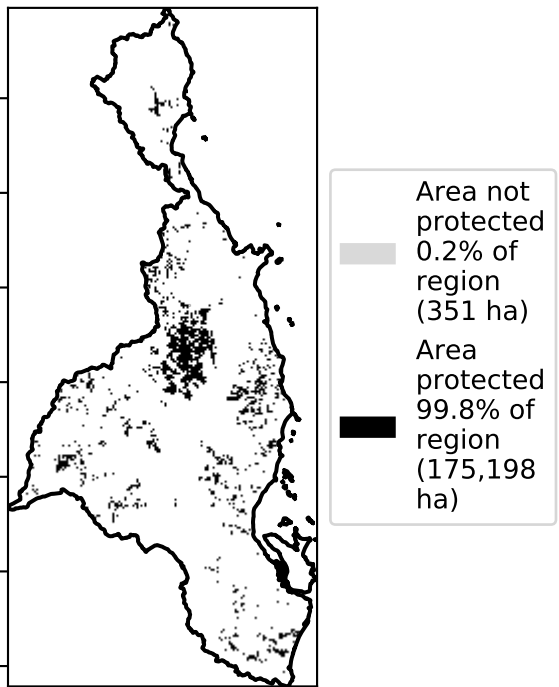 Area not
protected
0.2% of
region
(351 ha)
Area
protected
99.8% of
region
(175,198
ha)